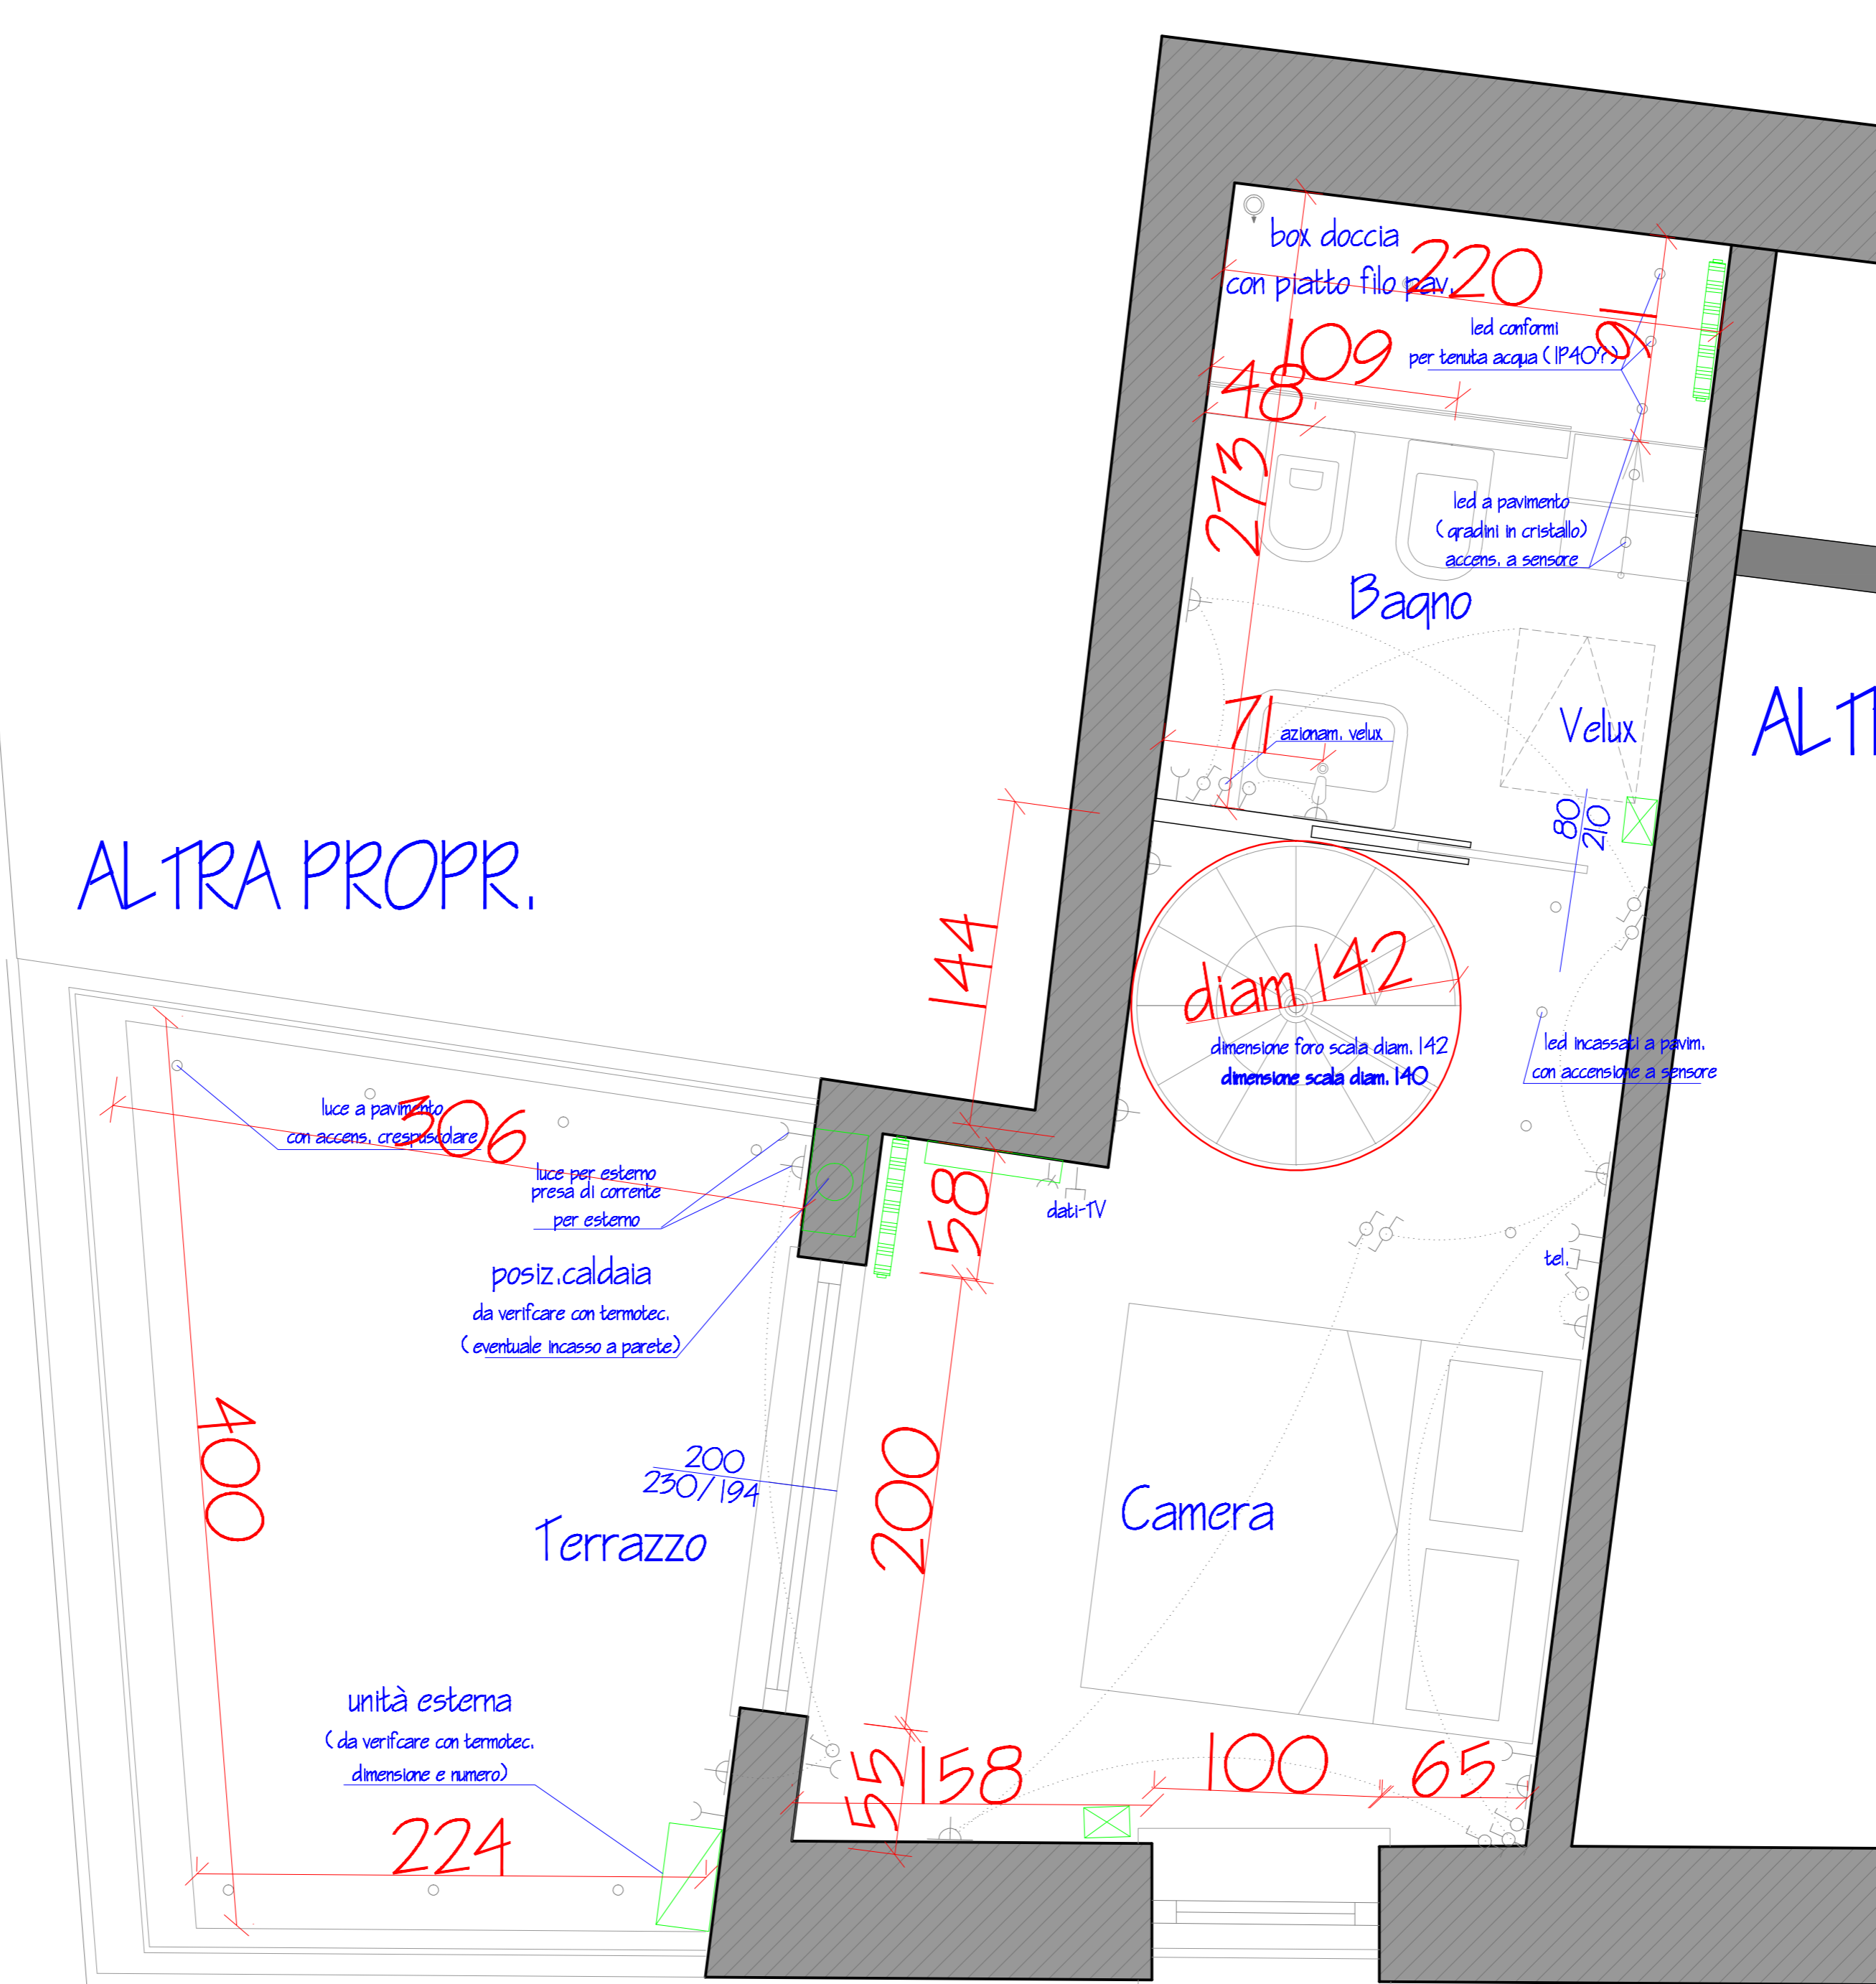 box doccia
con piatto filo pav.
220
led conformi
per tenuta acqua ( IP40?)
91
109
48
273
led a pavimento
( gradini in cristallo)
accens. a sensore
Bagno
71
azionam. velux
Velux
80
210
ALTRA PROPR.
144
diam 142
dimensione foro scala diam. 142
dimensione scala diam. 140
led incassati a pavim.
con accensione a sensore
luce a pavimento
con accens. crespuscolare
306
luce per esterno
presa di corrente
per esterno
58
dati-TV
tel.
posiz.caldaia
da verifcare con termotec.
( eventuale incasso a parete)
400
200
230/194
200
Camera
Terrazzo
unità esterna
( da verifcare con termotec.
dimensione e numero)
55
158
100
65
224